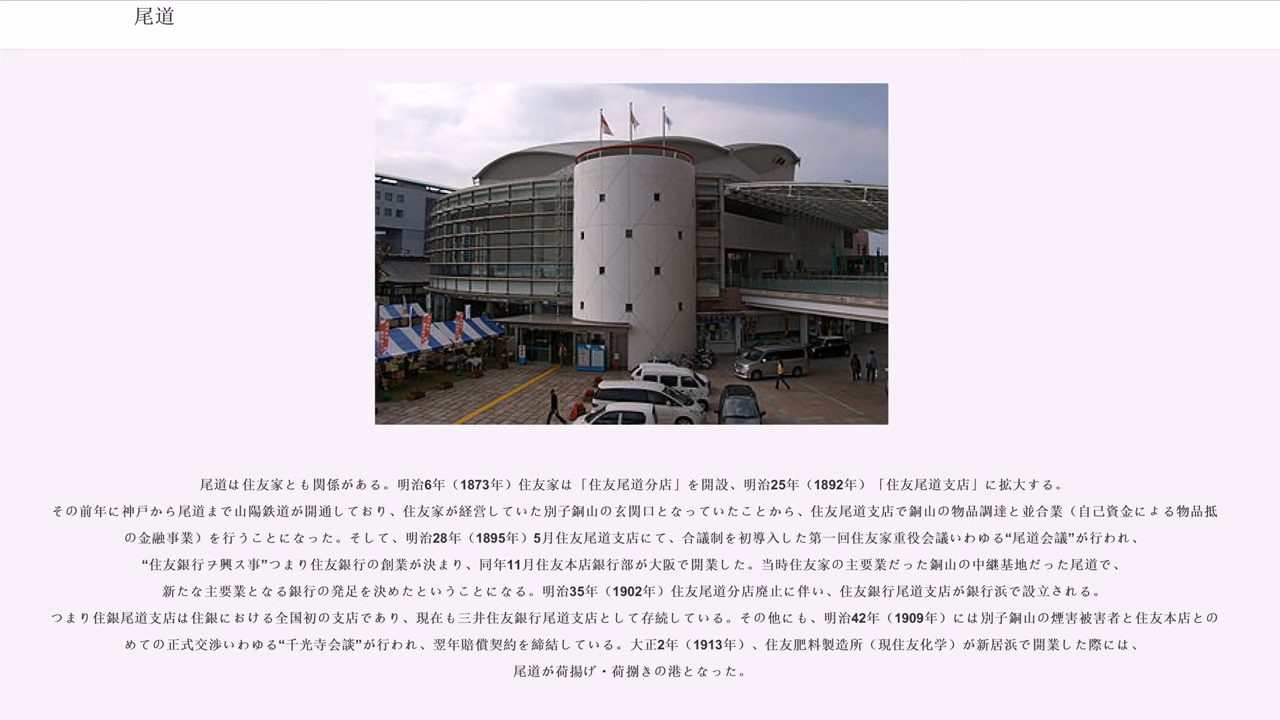 尾道
尾道は住友家とも関係がある。明治6年（1873年）住友家は「住友尾道分店」を開設、明治25年（1892年）「住友尾道支店」に拡大する。
その前年に神戸から尾道まで山陽鉄道が開通しており、住友家が経営していた別子銅山の玄関口となっていたことから、住友尾道支店で銅山の物品調達と並合業（自己資金による物品抵
の金融事業）を行うことになった。そして、明治28年（1895年）5月住友尾道支店にて、合議制を初導入した第一回住友家重役会議いわゆる“尾道会議”が行われ、
“住友銀行ヲ興ス事”つまり住友銀行の創業が決まり、同年11月住友本店銀行部が大阪で開業した。当時住友家の主要業だった銅山の中継基地だった尾道で、
新たな主要業となる銀行の発足を決めたということになる。明治35年（1902年）住友尾道分店廃止に伴い、住友銀行尾道支店が銀行浜で設立される。
つまり住銀尾道支店は住銀における全国初の支店であり、現在も三井住友銀行尾道支店として存続している。その他にも、明治42年（1909年）には別子銅山の煙害被害者と住友本店との
めての正式交渉いわゆる“千光寺会談”が行われ、翌年賠償契約を締結している。大正2年（1913年）、住友肥料製造所（現住友化学）が新居浜で開業した際には、
尾道が荷揚げ・荷捌きの港となった。